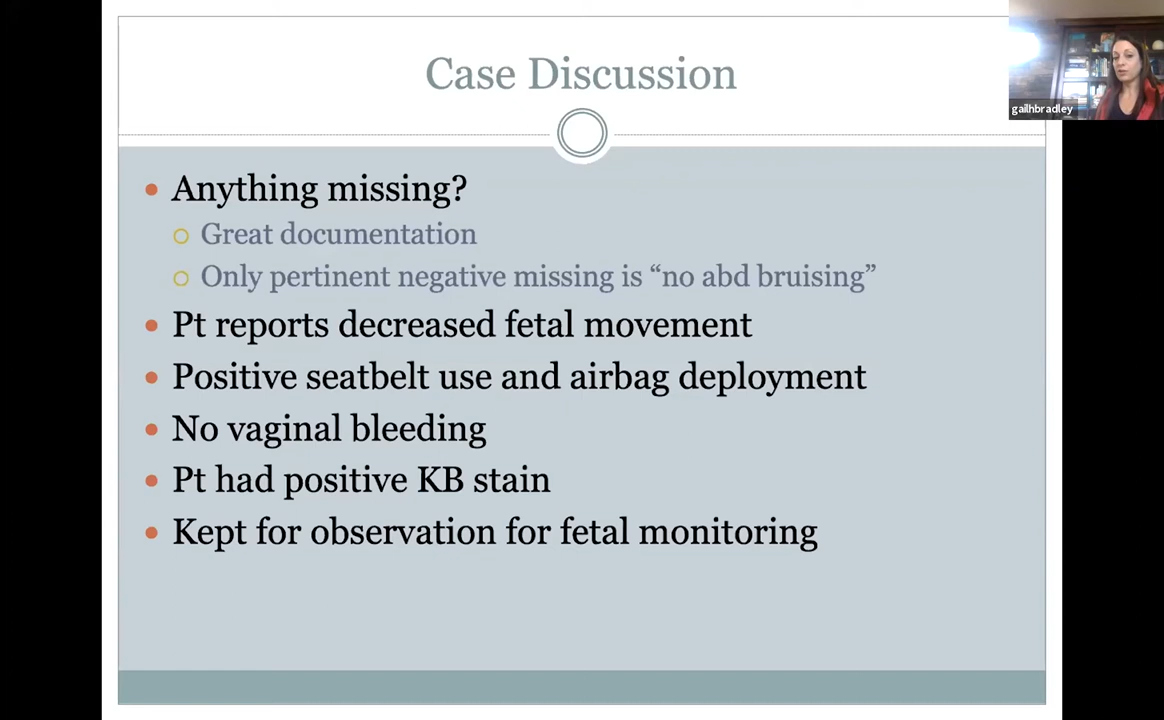 Case Discussion
gailhbradley
Anything missing?
Great documentation
Only pertinent negative missing is “no abd bruising”
Pt reports decreased fetal movement
Positive seatbelt use and airbag deployment
No vaginal bleeding
Pt had positive KB stain
Kept for observation for fetal monitoring